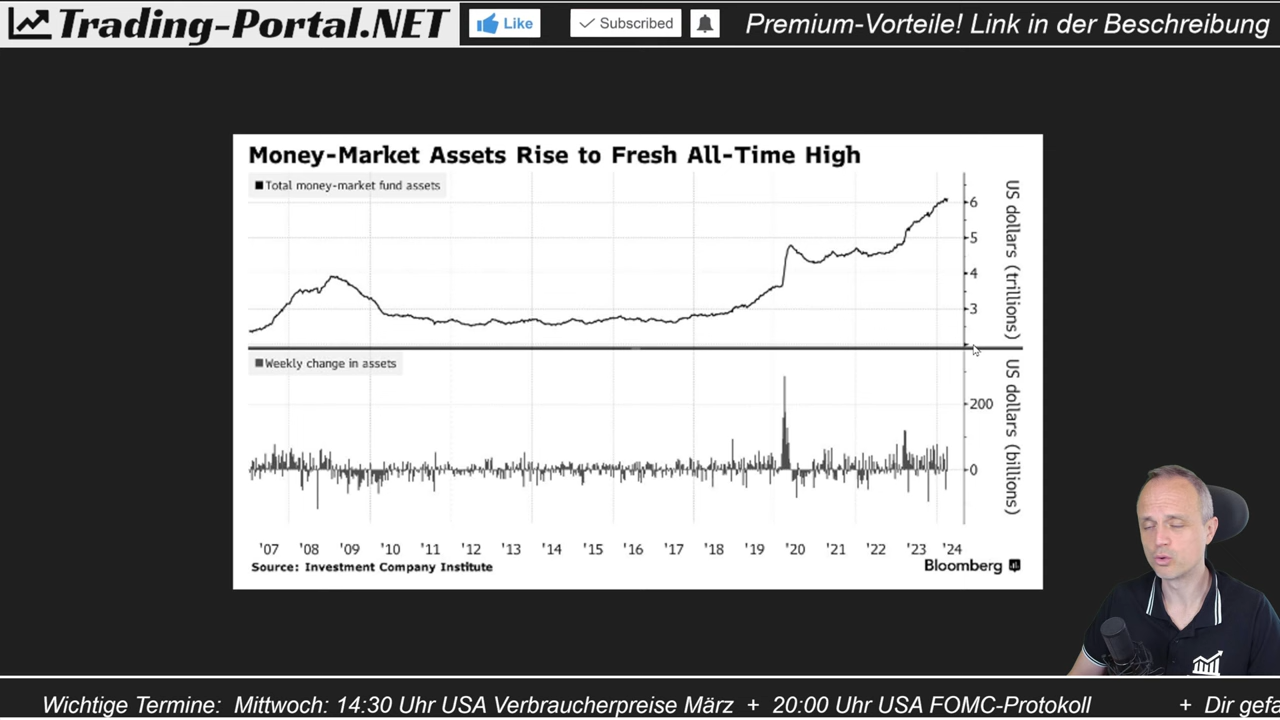 Trading-Portal.NET
Like
Subscribed
Premium-Vorteile! Link in der Beschreibung
Money-Market Assets Rise to Fresh All-Time High
Total money-market fund assets
6
5
4
3
US dollars (trillions)
Weekly change in assets
200
0
US dollars (billions)
'07 '08 '09 '10 '11 '12 '13 '14 '15 '16 '17 '18 '19 '20 '21 '22 '23 '24
Source: Investment Company Institute
Bloomberg
Wichtige Termine: Mittwoch: 14:30 Uhr USA Verbraucherpreise März + 20:00 Uhr USA FOMC-Protokoll + Dir gefä